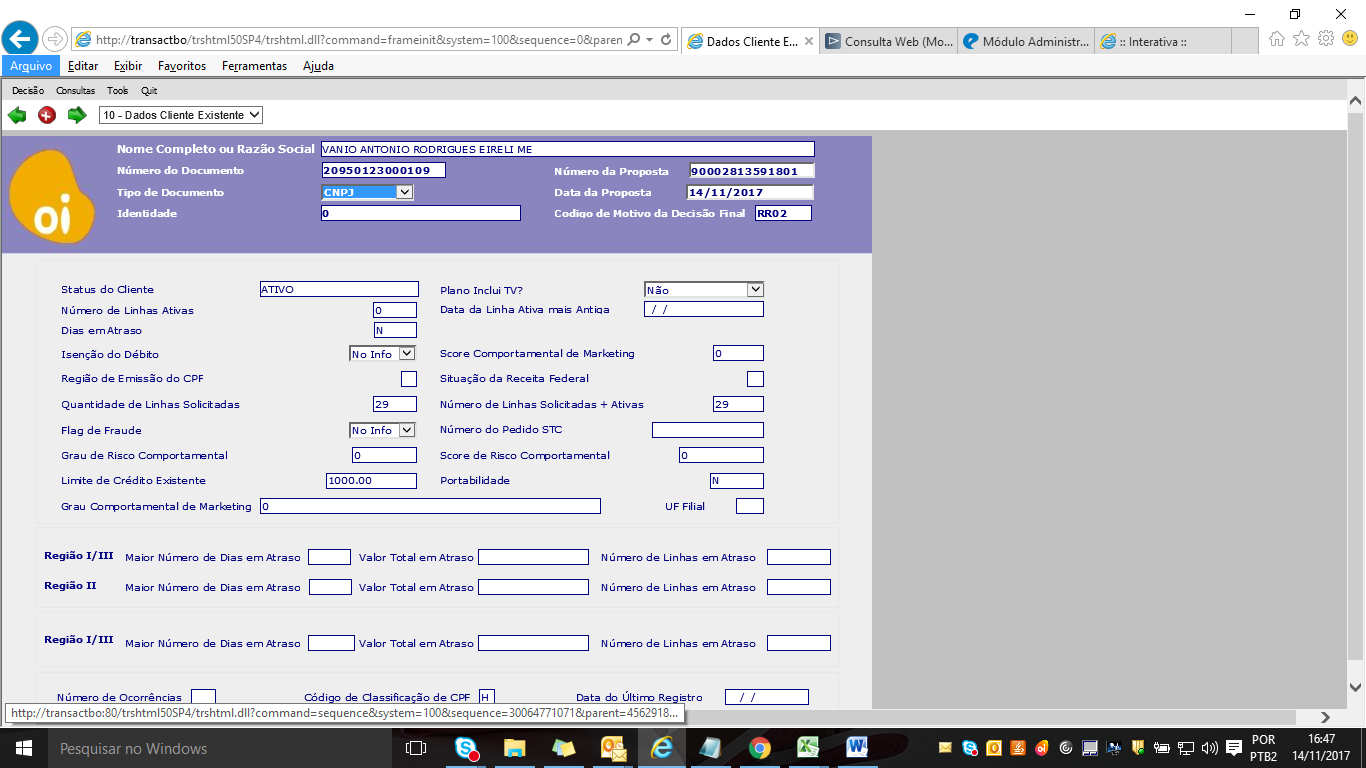 http://transactbo/trshtml50SP4/trshtml.dll?command=frameinit&system=100&sequence=0&paren
Dados Cliente E...
Consulta Web (Mo...
Módulo Administr...
:: Interativa ::
Arquivo Editar Exibir Favoritos Ferramentas Ajuda
Decisão Consultas Tools Quit
10 - Dados Cliente Existente
oi
Nome Completo ou Razão Social VANIO ANTONIO RODRIGUES EIRELI ME
Número do Documento 20950123000109 Número da Proposta 90002813591801
Tipo de Documento CNPJ Data da Proposta 14/11/2017
Identidade 0 Codigo de Motivo da Decisão Final RR02
Status do Cliente ATIVO Plano Inclui TV? Não
Número de Linhas Ativas 0 Data da Linha Ativa mais Antiga / /
Dias em Atraso N
Isenção do Débito No Info Score Comportamental de Marketing 0
Região de Emissão do CPF Situação da Receita Federal
Quantidade de Linhas Solicitadas 29 Número de Linhas Solicitadas + Ativas 29
Flag de Fraude No Info Número do Pedido STC
Grau de Risco Comportamental 0 Score de Risco Comportamental 0
Limite de Crédito Existente 1000.00 Portabilidade N
Grau Comportamental de Marketing 0 UF Filial
Região I/III Maior Número de Dias em Atraso Valor Total em Atraso Número de Linhas em Atraso
Região II Maior Número de Dias em Atraso Valor Total em Atraso Número de Linhas em Atraso
Região I/III Maior Número de Dias em Atraso Valor Total em Atraso Número de Linhas em Atraso
Número de Ocorrências Código de Classificação de CPF H Data do Último Registro / /
http://transactbo:80/trshtml50SP4/trshtml.dll?command=sequence&system=100&sequence=30064771071&parent=4562918...
Pesquisar no Windows
POR 16:47
PTB2 14/11/2017